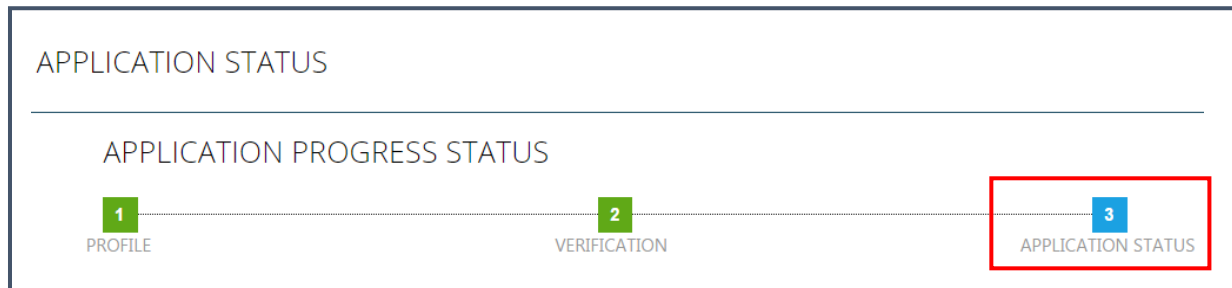 APPLICATION STATUS
APPLICATION PROGRESS STATUS
1 2 3
PROFILE VERIFICATION APPLICATION STATUS